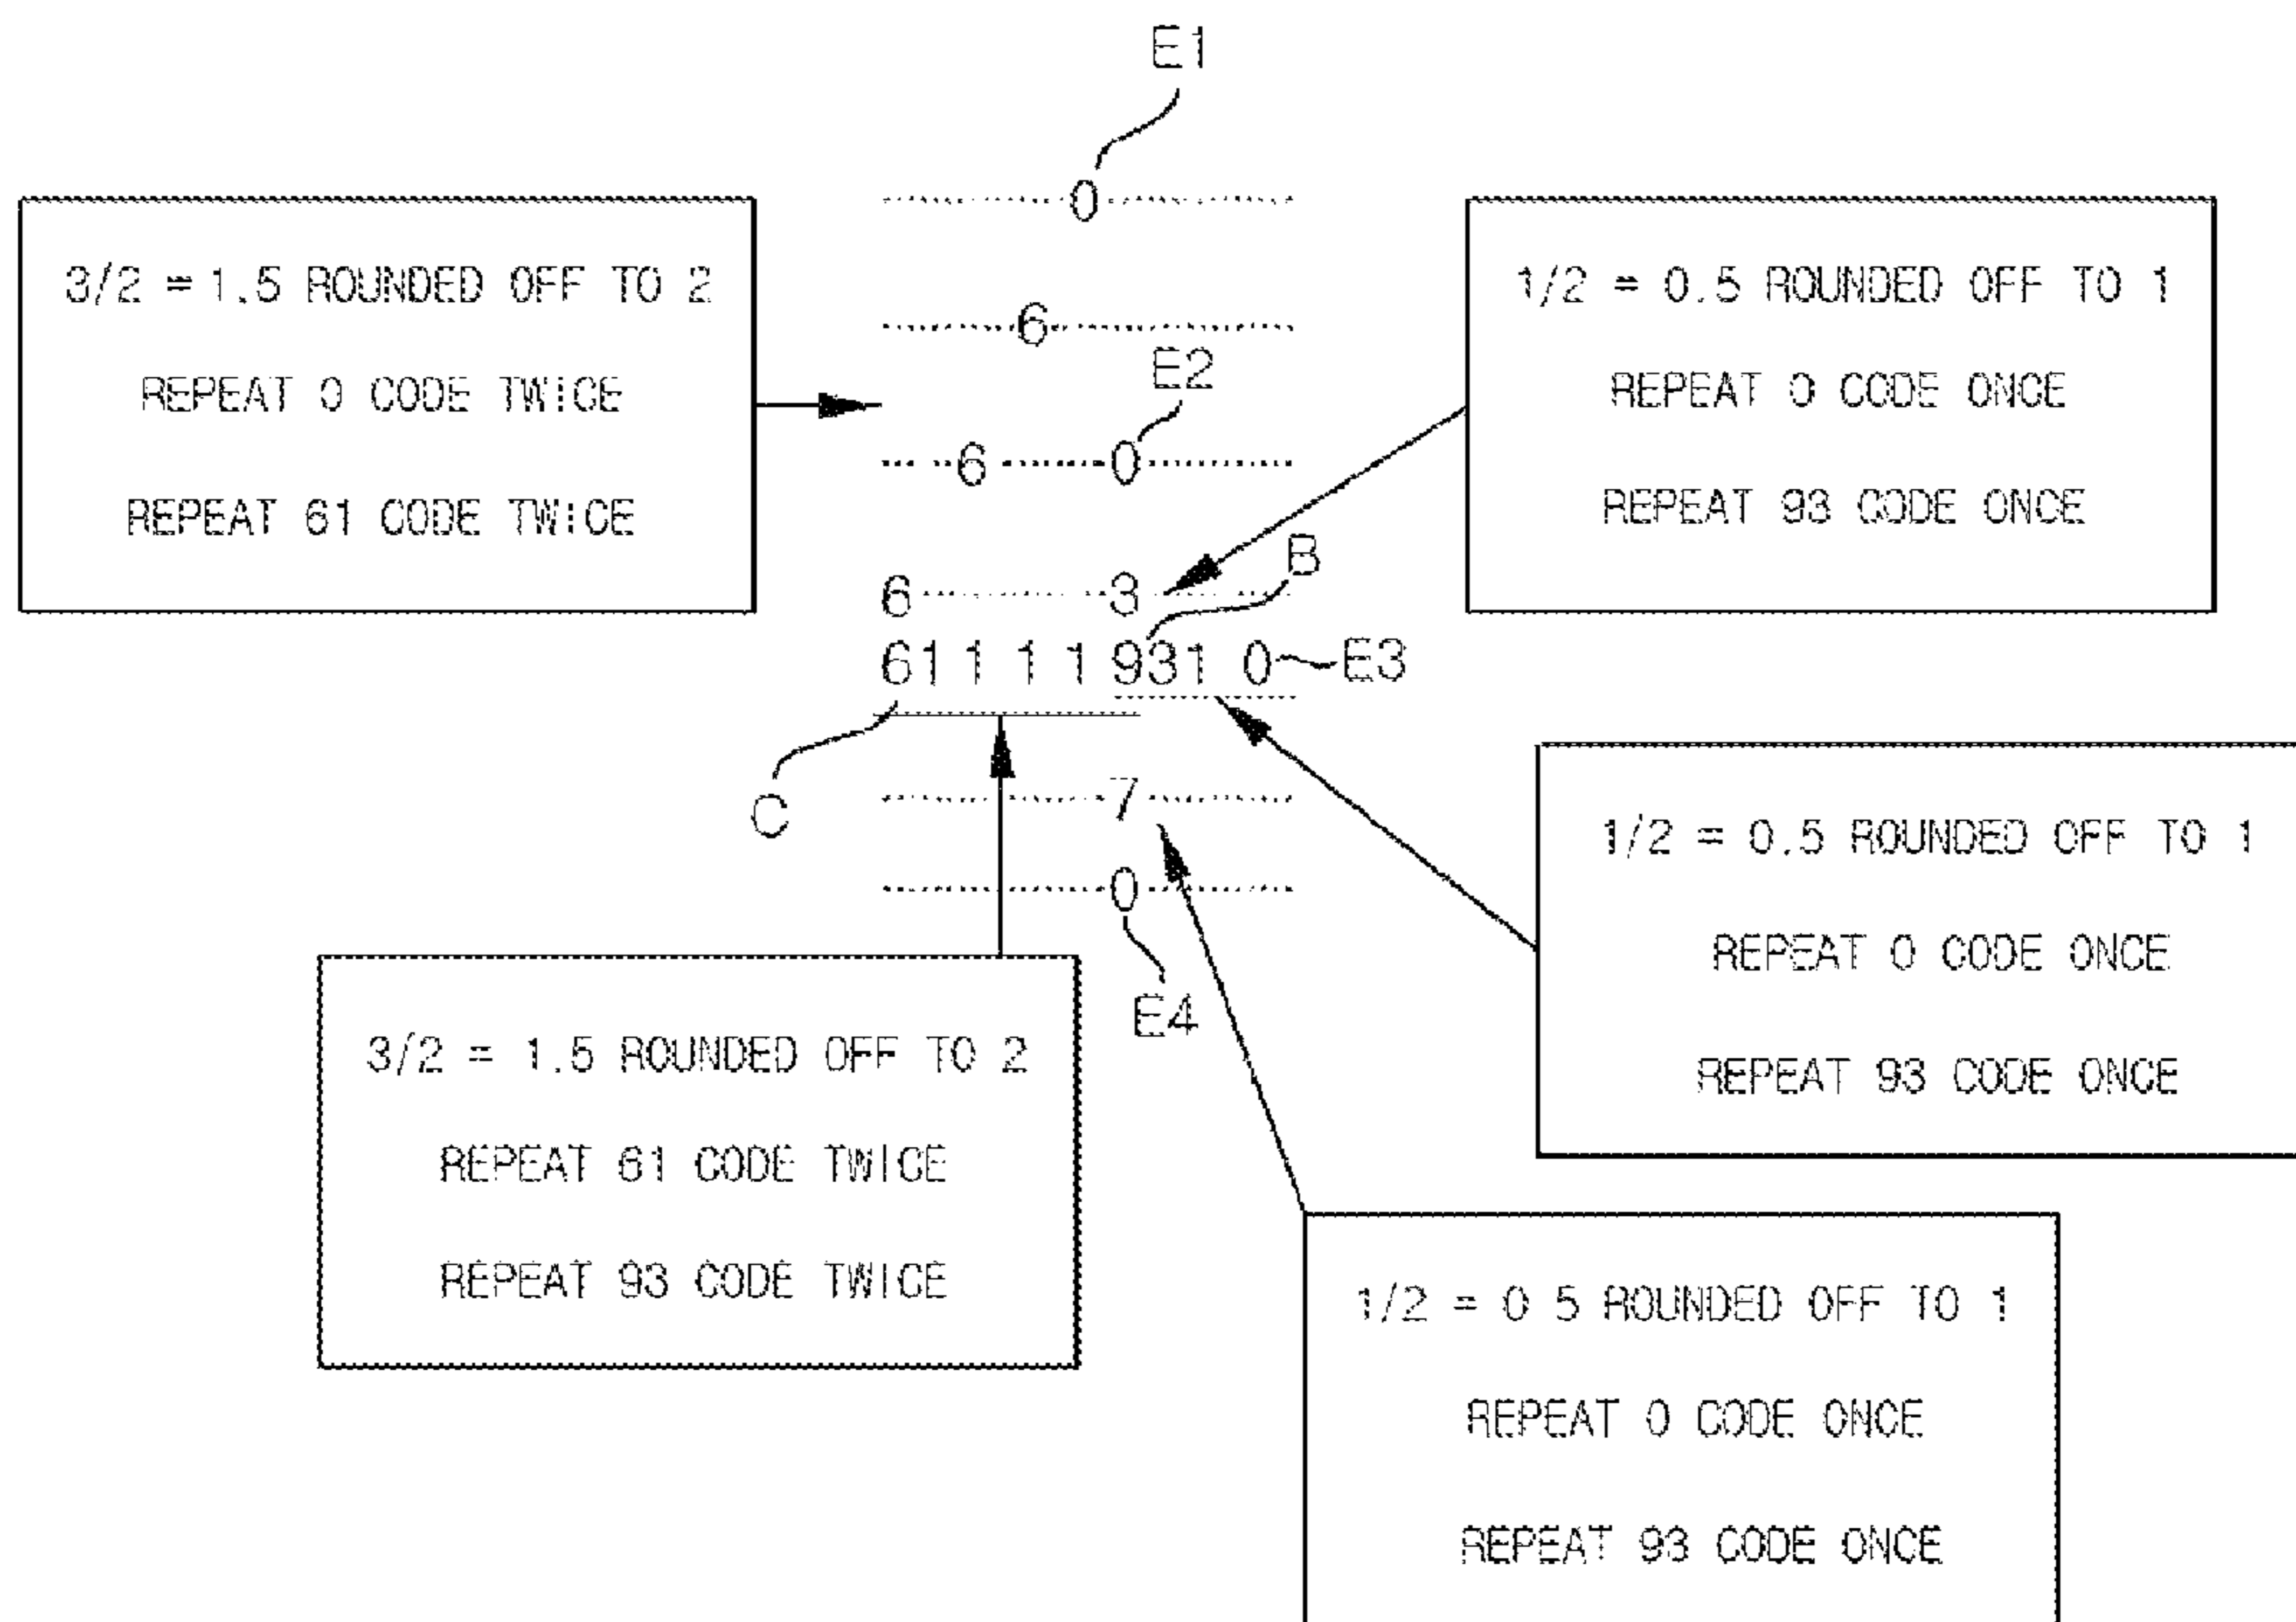 E1
0
3/2 = 1.5 ROUNDED OFF TO 2
REPEAT 0 CODE TWICE
REPEAT 61 CODE TWICE
6
E2
6 0
1/2 = 0.5 ROUNDED OFF TO 1
REPEAT 0 CODE ONCE
REPEAT 93 CODE ONCE
B
6 3
61 1 1 1 931 0 E3
C
7
0
E4
1/2 = 0.5 ROUNDED OFF TO 1
REPEAT 0 CODE ONCE
REPEAT 93 CODE ONCE
3/2 = 1.5 ROUNDED OFF TO 2
REPEAT 61 CODE TWICE
REPEAT 93 CODE TWICE
1/2 = 0 5 ROUNDED OFF TO 1
REPEAT 0 CODE ONCE
REPEAT 93 CODE ONCE